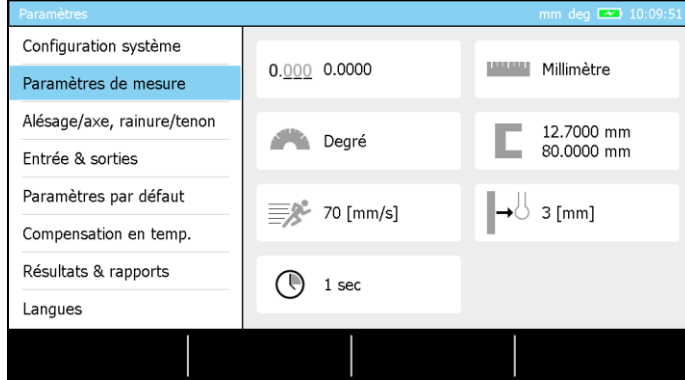 Paramètres
mm deg 10:09:51
Configuration système
Paramètres de mesure
Alésage/axe, rainure/tenon
Entrée & sorties
Paramètres par défaut
Compensation en temp.
Résultats & rapports
Langues
0.000 0.0000
Millimètre
Degré
12.7000 mm
80.0000 mm
70 [mm/s]
3 [mm]
1 sec